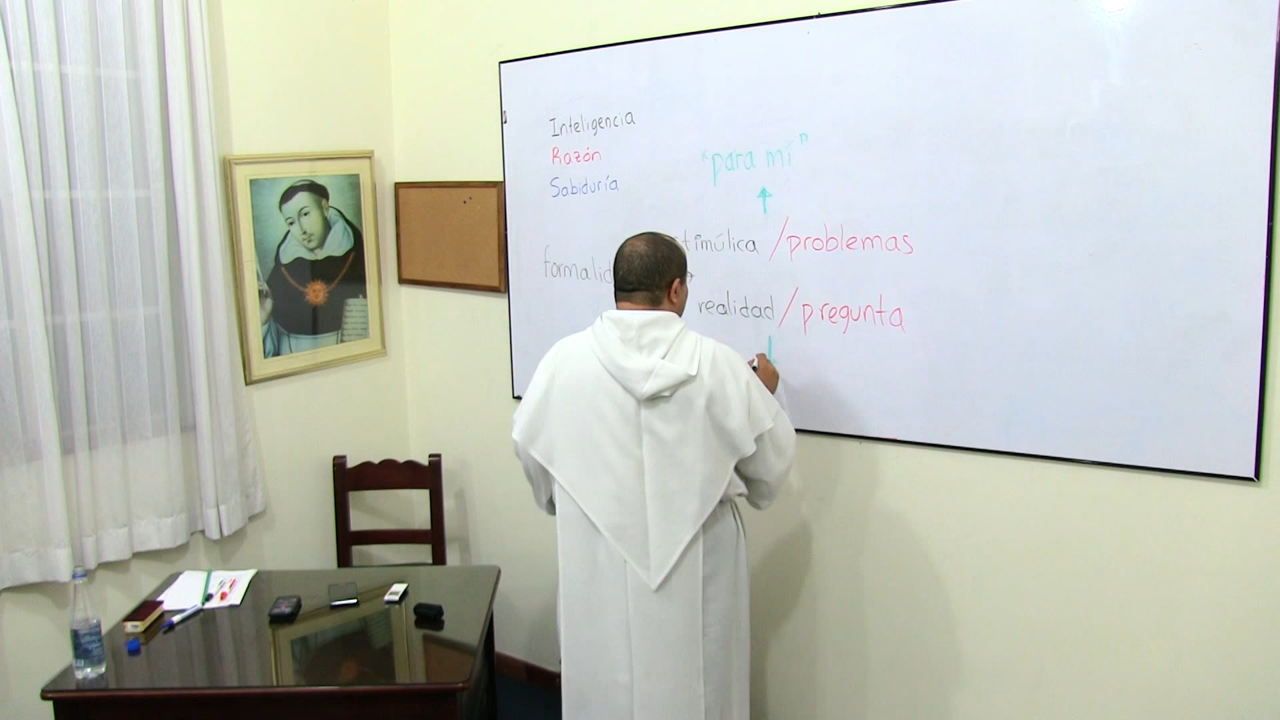 Inteligencia
Razón
Sabiduría
"para mí"
timúlica /problemas
formalid
realidad /pregunta